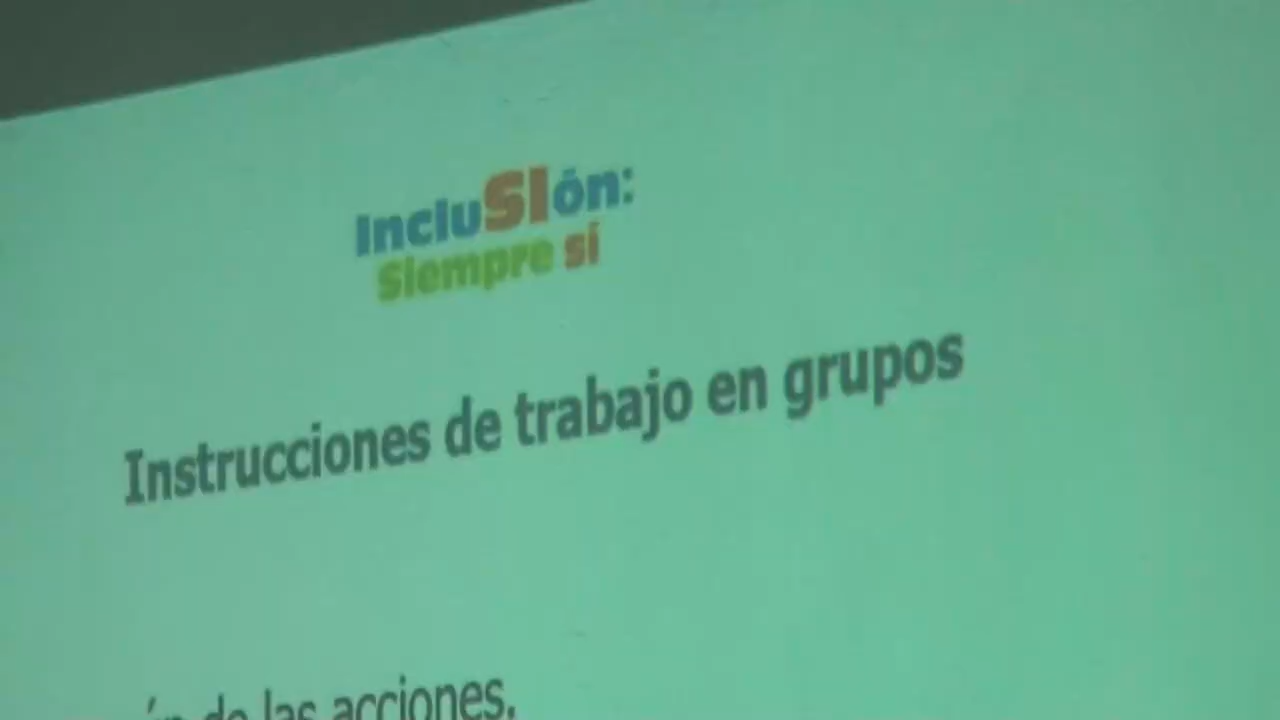 IncluSIón:
Siempre sí
Instrucciones de trabajo en grupos
de las acciones.